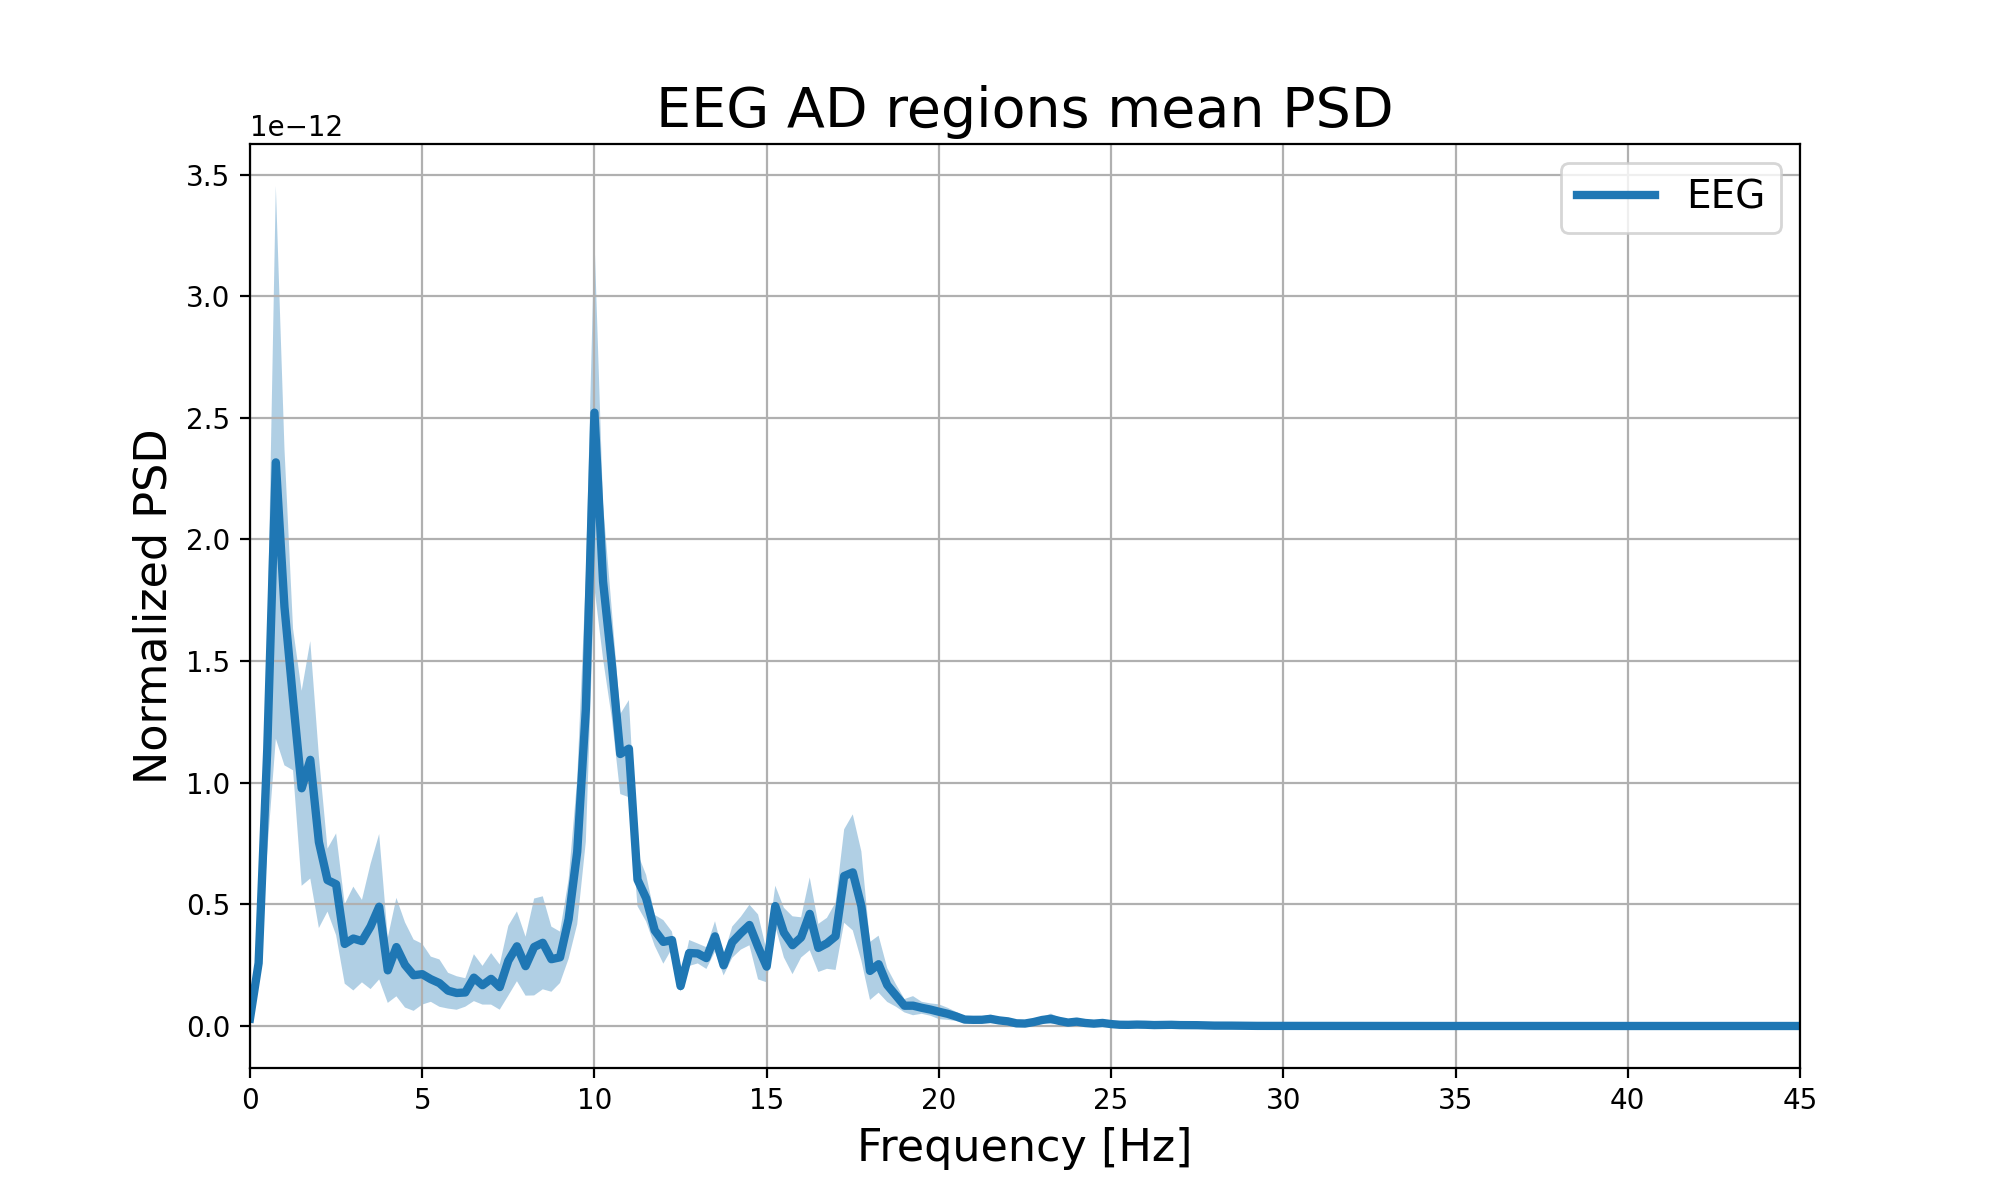 EEG AD regions mean PSD
1e−12
3.5
3.0
2.5
2.0
1.5
1.0
0.5
0.0
Normalized PSD
EEG
0 5 10 15 20 25 30 35 40 45
Frequency [Hz]